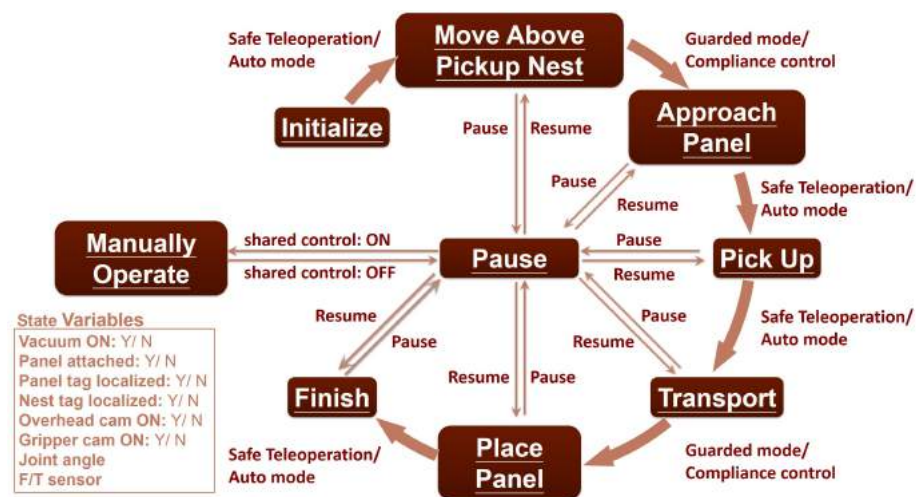 Safe Teleoperation/
Auto mode
Move Above
Pickup Nest
Guarded mode/
Compliance control
Initialize
Pause
Resume
Approach
Panel
Pause
Resume
Safe Teleoperation/
Auto mode
Manually
Operate
shared control: ON
shared control: OFF
Pause
Pause
Resume
Pick Up
State Variables
Vacuum ON: Y/ N
Panel attached: Y/ N
Panel tag localized: Y/ N
Nest tag localized: Y/ N
Overhead cam ON: Y/ N
Gripper cam ON: Y/ N
Joint angle
F/T sensor
Resume
Pause
Resume
Pause
Pause
Resume
Safe Teleoperation/
Auto mode
Finish
Transport
Safe Teleoperation/
Auto mode
Place
Panel
Guarded mode/
Compliance control